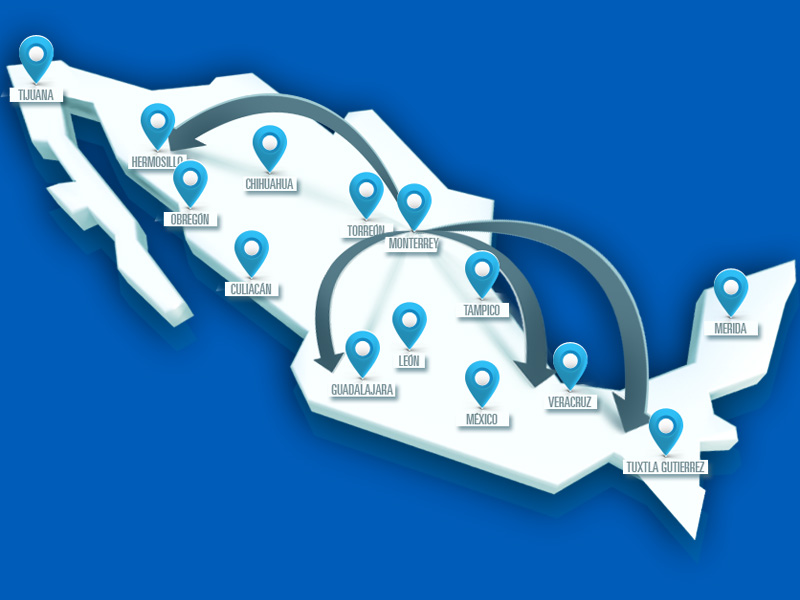 TIJUANA
HERMOSILLO
CHIHUAHUA
OBREGÓN
TORREÓN
MONTERREY
CULIACÁN
TAMPICO
MERIDA
LEÓN
GUADALAJARA
VERACRUZ
MÉXICO
TUXTLA GUTIERREZ